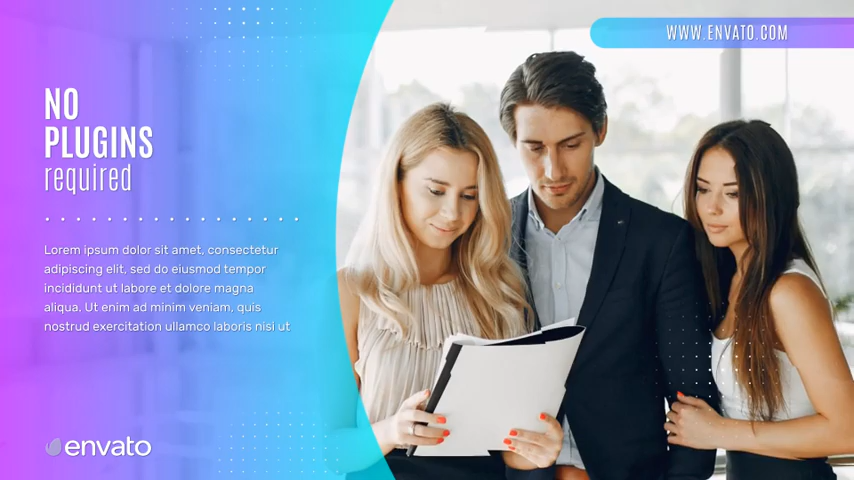 WWW.ENVATO.COM
NO
PLUGINS
required
Lorem ipsum dolor sit amet, consectetur
adipiscing elit, sed do eiusmod tempor
incididunt ut labore et dolore magna
aliqua. Ut enim ad minim veniam, quis
nostrud exercitation ullamco laboris nisi ut
envato